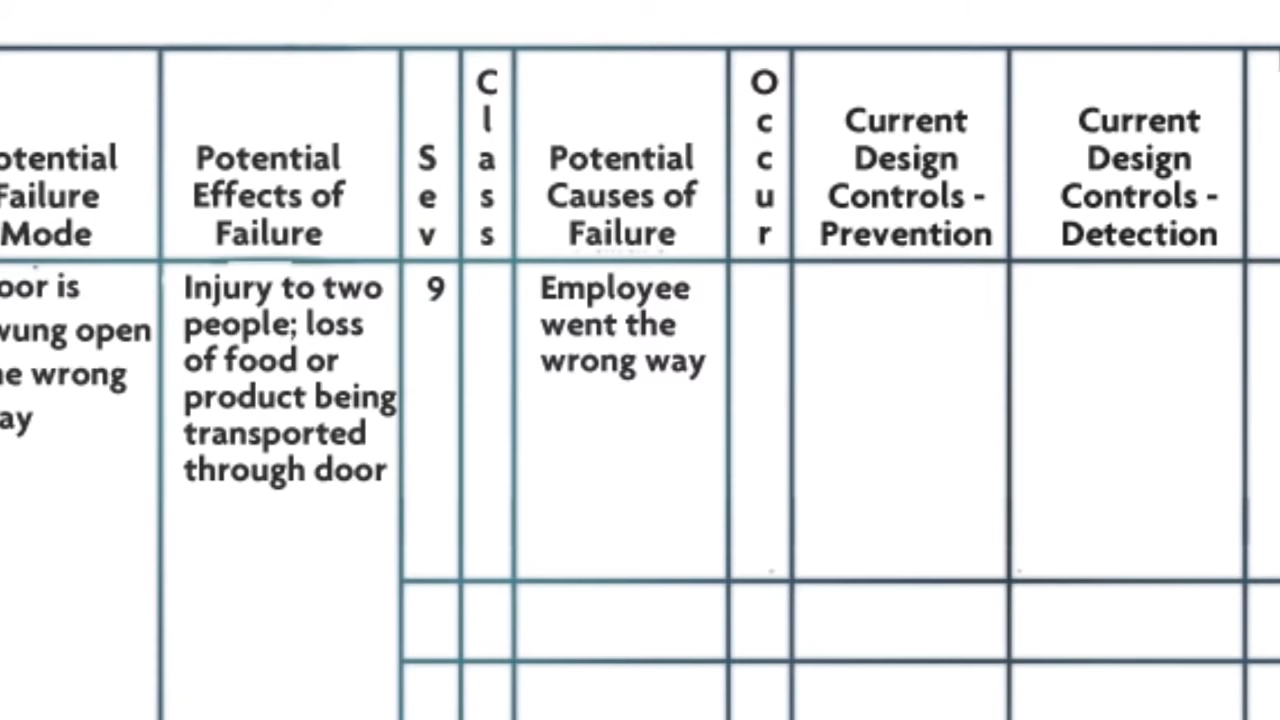 otential
Failure
Mode
Potential
Effects of
Failure
S
e
v
C
l
a
s
s
Potential
Causes of
Failure
O
c
c
u
r
Current
Design
Controls -
Prevention
Current
Design
Controls -
Detection
oor is
wung open
he wrong
ay
Injury to two
people; loss
of food or
product being
transported
through door
9
Employee
went the
wrong way